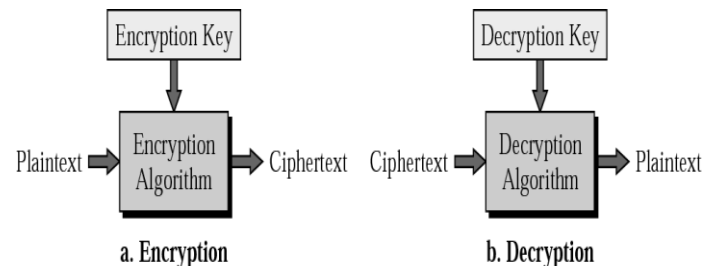 Encryption Key
Decryption Key
Plaintext
Encryption
Algorithm
Ciphertext
Ciphertext
Decryption
Algorithm
Plaintext
a. Encryption
b. Decryption